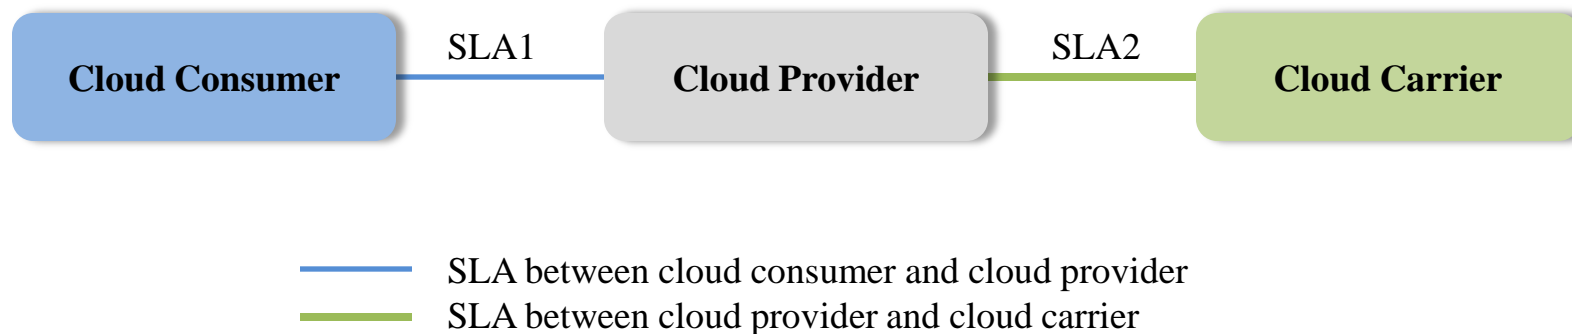 SLA1
SLA2
Cloud Consumer
Cloud Provider
Cloud Carrier
SLA between cloud consumer and cloud provider
SLA between cloud provider and cloud carrier